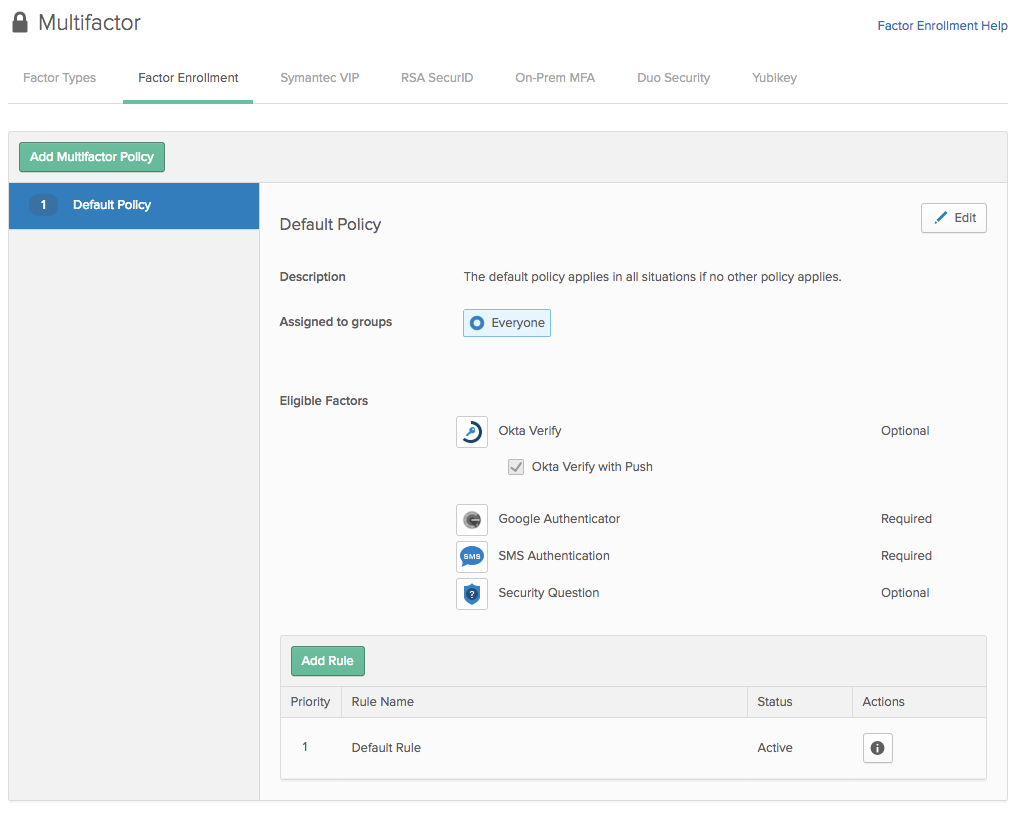 Multifactor
Factor Enrollment Help
Factor Types Factor Enrollment Symantec VIP RSA SecurID On-Prem MFA Duo Security Yubikey
Add Multifactor Policy
1 Default Policy
Default Policy
Edit
Description The default policy applies in all situations if no other policy applies.
Assigned to groups Everyone
Eligible Factors
Okta Verify Optional
Okta Verify with Push
Google Authenticator Required
SMS SMS Authentication Required
? Security Question Optional
Add Rule
Priority Rule Name Status Actions
1 Default Rule Active